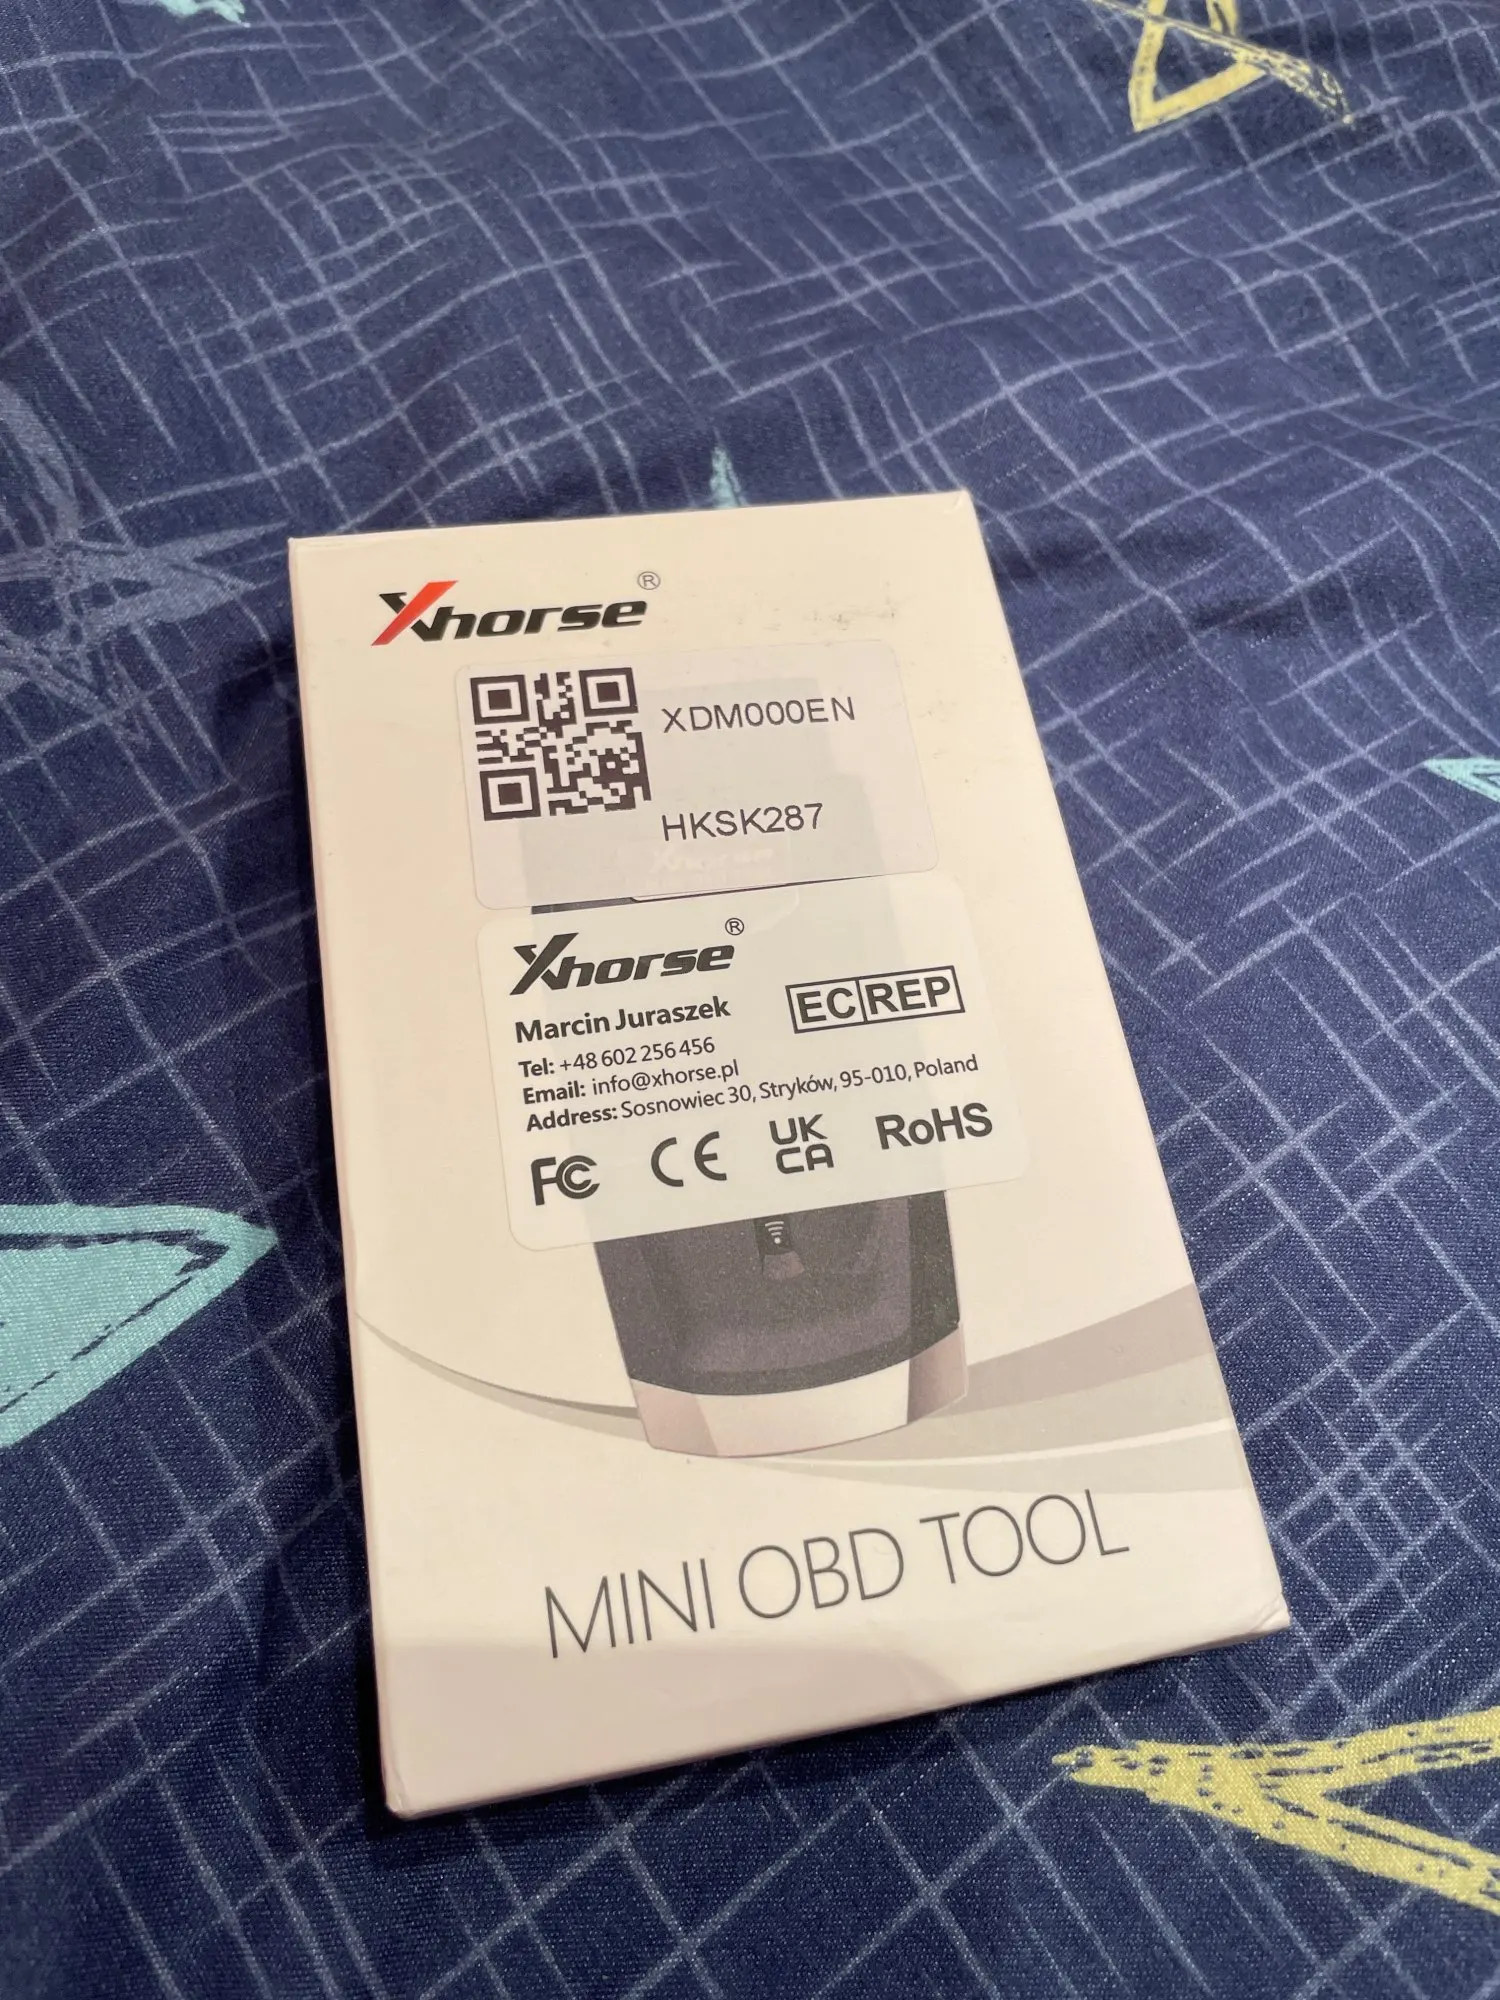 Xhorse®
XDM000EN
HKSK287
Xhorse®
Marcin Juraszek
EC REP
Tel: +48 602 256 456
Email: info@xhorse.pl
Address: Sosnowiec 30, Stryków, 95-010, Poland
FC CE UK CA RoHS
MINI OBD TOOL